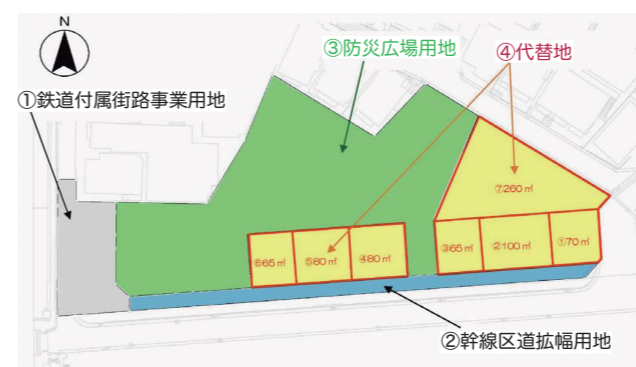 N
③防災広場用地
④代替地
①鉄道付属街路事業用地
⑦260㎡
⑥65㎡
⑤80㎡
④80㎡
③65㎡
②100㎡
①70㎡
②幹線区道拡幅用地